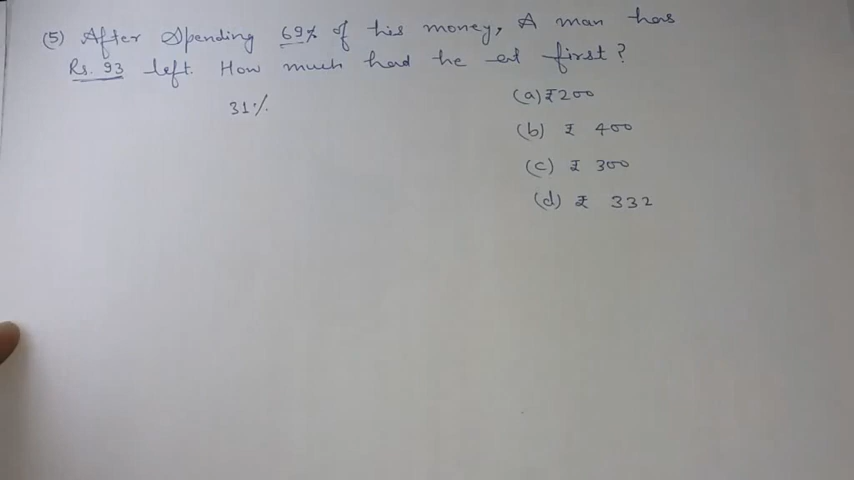 (5) After Spending 69% of his money, A man has
Rs. 93 left. How much had he at first?
31%
(a) ₹200
(b) ₹ 400
(c) ₹ 300
(d) ₹ 332